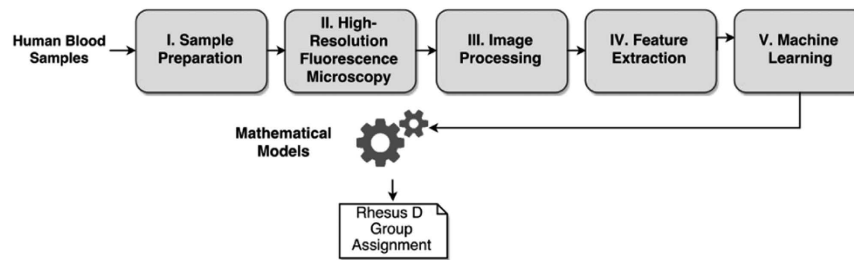 Human Blood
Samples
I. Sample
Preparation
II. High-
Resolution
Fluorescence
Microscopy
III. Image
Processing
IV. Feature
Extraction
V. Machine
Learning
Mathematical
Models
Rhesus D
Group
Assignment